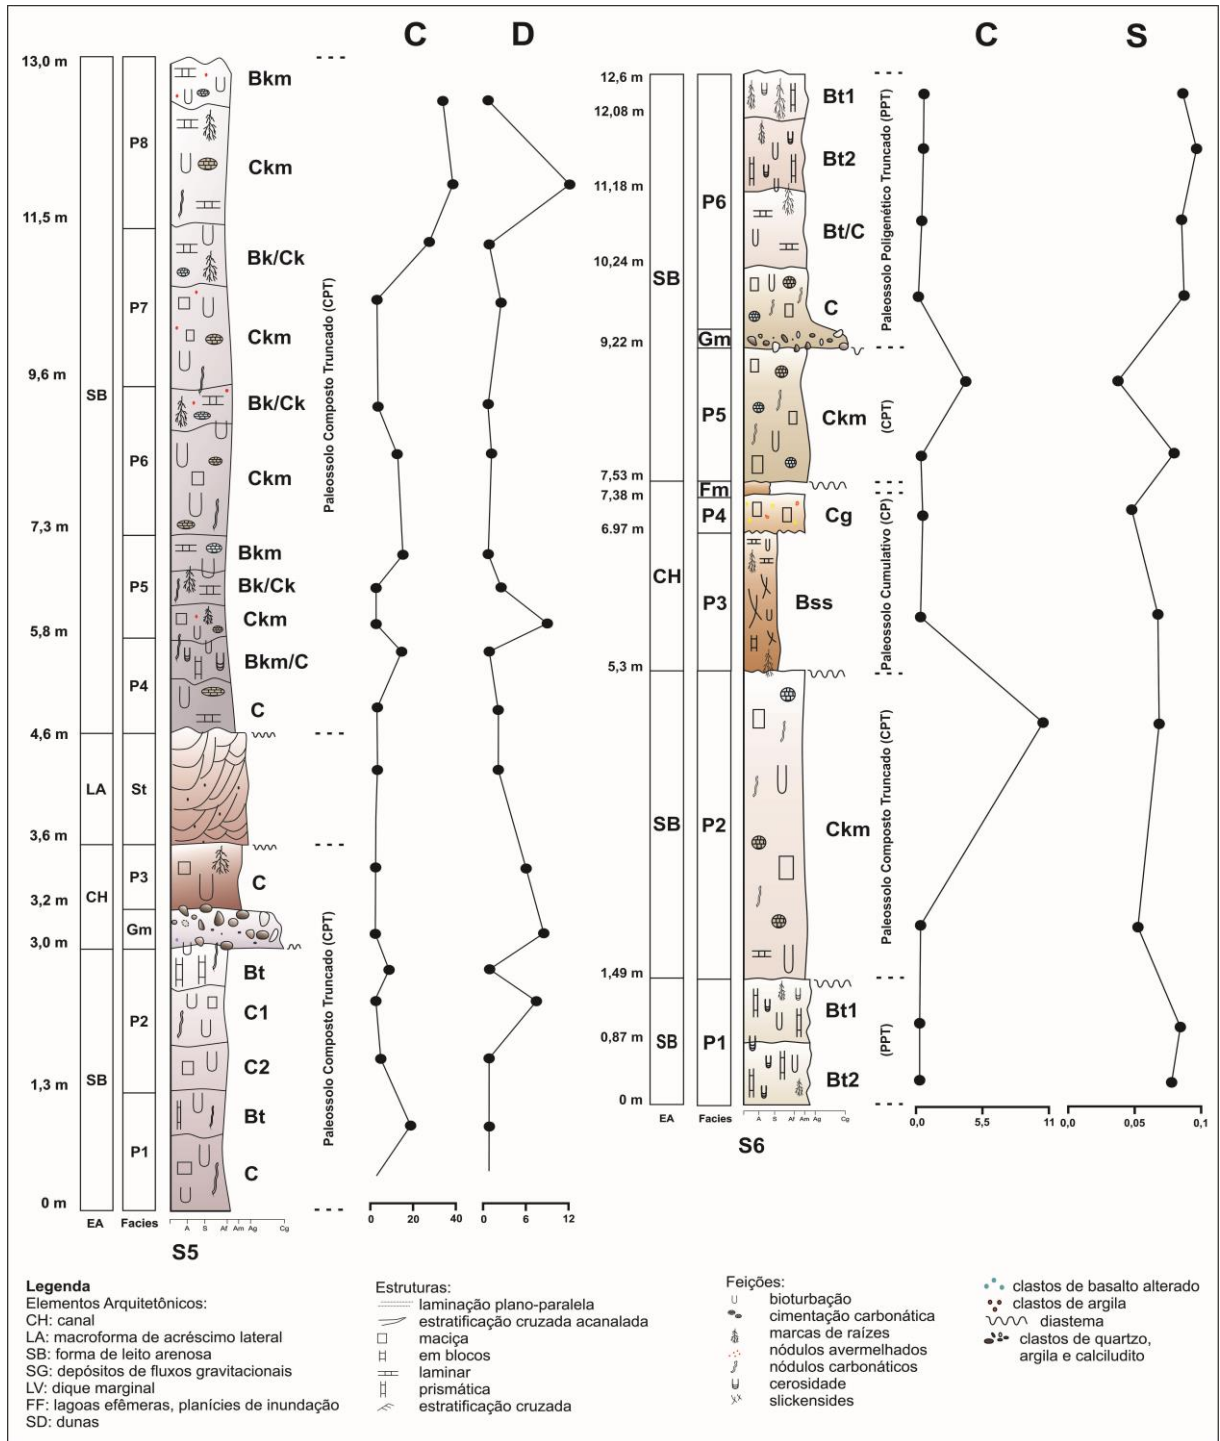 C D
13,0 m
11,5 m
9,6 m
7,3 m
5,8 m
4,6 m
3,6 m
3,2 m
3,0 m
1,3 m
0 m
SB
LA
CH
SB
EA
P8
P7
P6
P5
P4
St
P3
Gm
P2
P1
Facies
Bkm
Ckm
Bk/Ck
Ckm
Bk/Ck
Ckm
Bkm
Bk/Ck
Ckm
Bkm/C
C
C
Bt
C1
C2
Bt
C
A S Af Am Ag Cg
S5
Paleossolo Composto Truncado (CPT)
Paleossolo Composto Truncado (CPT)
0 20 40
0 6 12
C S
12,6 m
12,08 m
11,18 m
10,24 m
9,22 m
7,53 m
7,38 m
6.97 m
5,3 m
1,49 m
0,87 m
0 m
SB
CH
SB
SB
EA
P6
Gm
P5
Fm
P4
P3
P2
P1
Facies
Bt1
Bt2
Bt/C
C
Ckm
Cg
Bss
Ckm
Bt1
Bt2
A S Af Am Ag Cg
S6
Paleossolo Poligenético Truncado (PPT)
(CPT)
Paleossolo Cumulativo (CP)
Paleossolo Composto Truncado (CPT)
(PPT)
0,0 5,5 11
0,0 0,05 0,1
Legenda
Elementos Arquitetônicos:
CH: canal
LA: macroforma de acréscimo lateral
SB: forma de leito arenosa
SG: depósitos de fluxos gravitacionais
LV: dique marginal
FF: lagoas efêmeras, planícies de inundação
SD: dunas
Estruturas:
laminação plano-paralela
estratificação cruzada acanalada
maciça
em blocos
laminar
prismática
estratificação cruzada
Feições:
bioturbação
cimentação carbonática
marcas de raízes
nódulos avermelhados
nódulos carbonáticos
cerosidade
slickensides
clastos de basalto alterado
clastos de argila
diastema
clastos de quartzo,
argila e calciludito